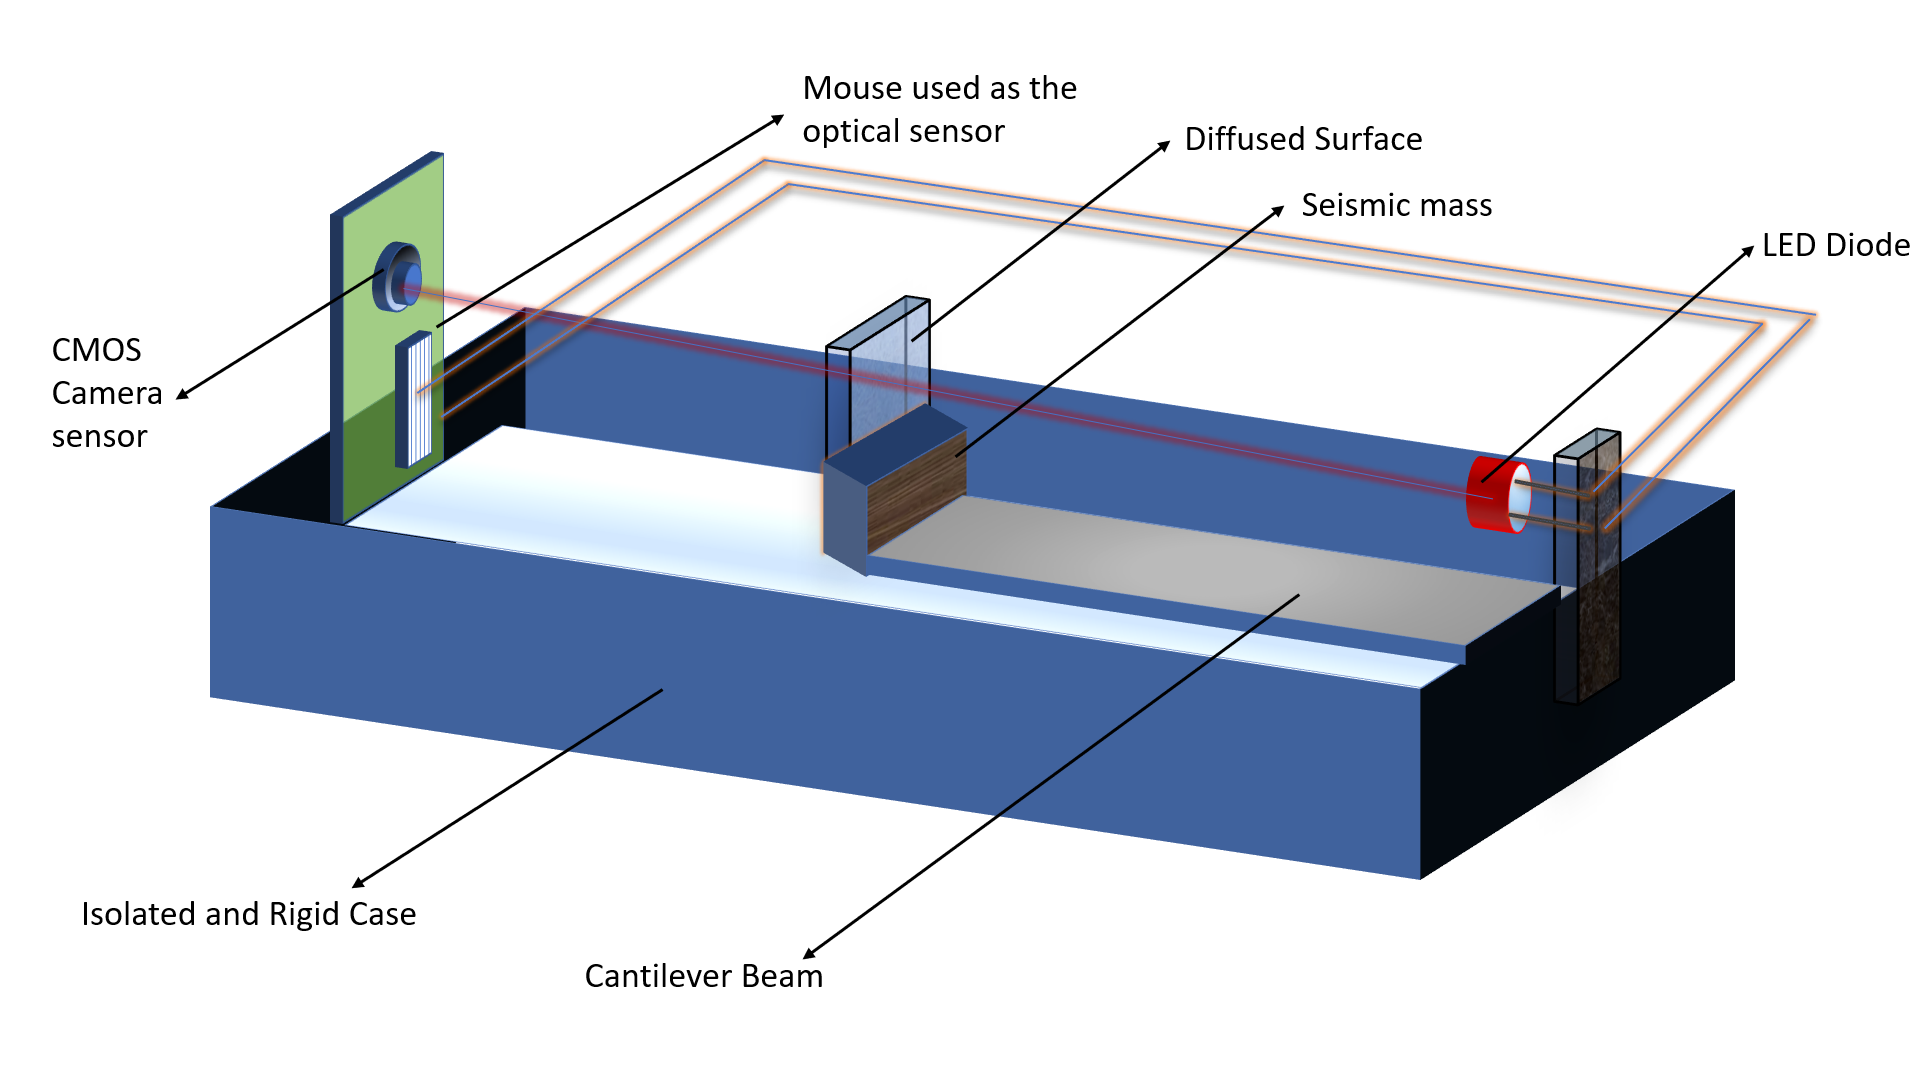 Mouse used as the
optical sensor
Diffused Surface
Seismic mass
LED Diode
CMOS
Camera
sensor
Isolated and Rigid Case
Cantilever Beam